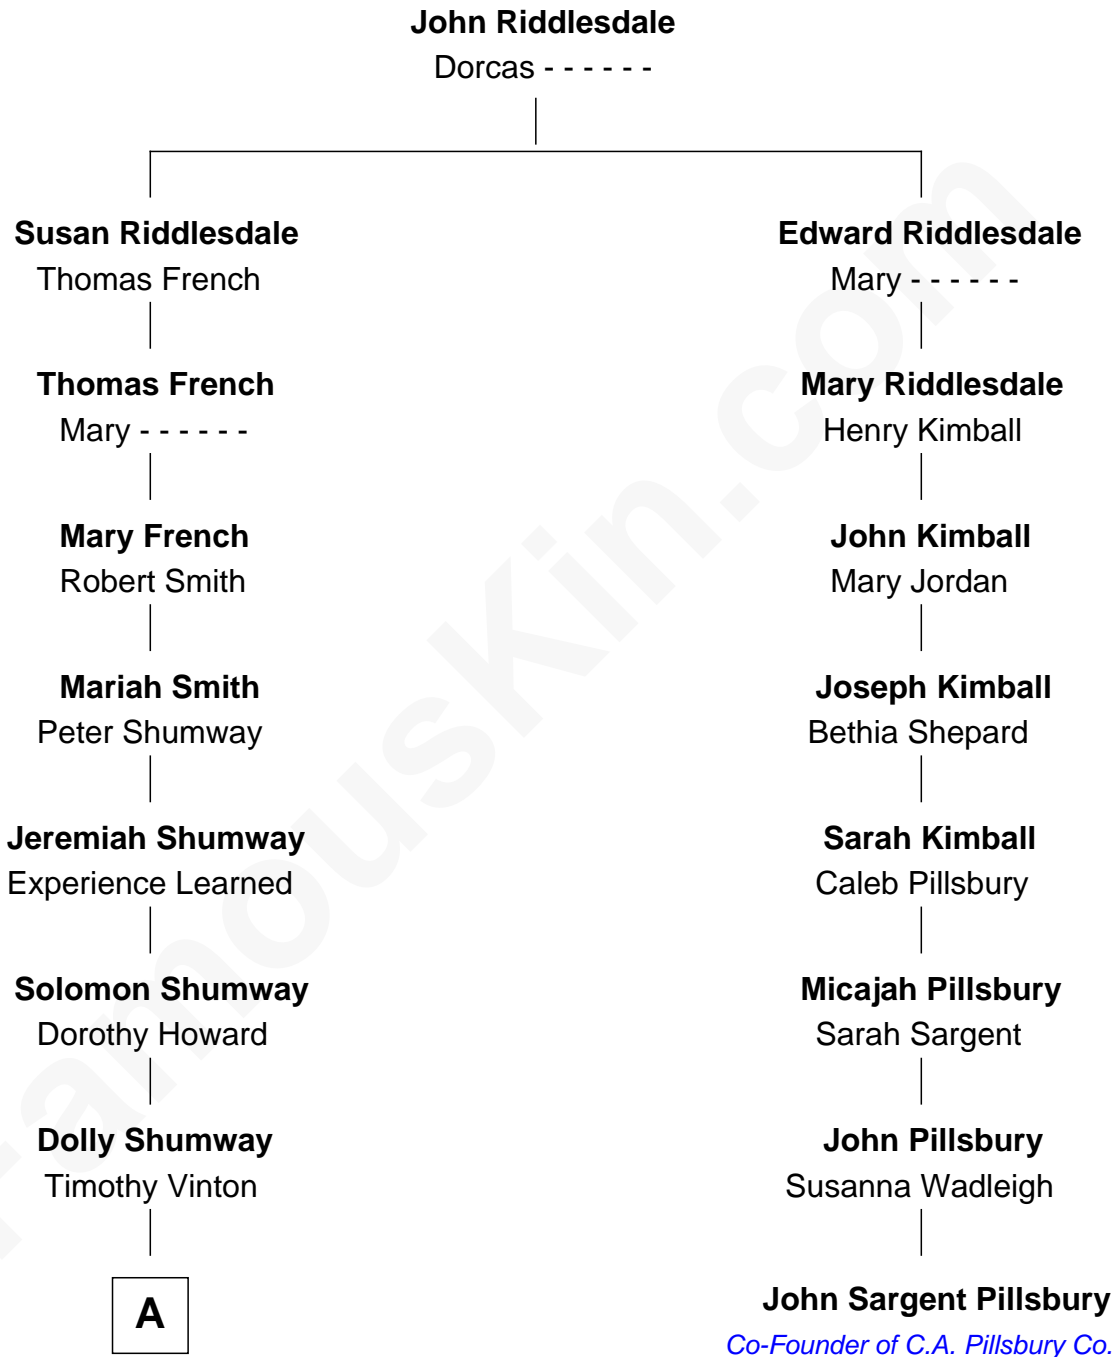 John Riddlesdale
Dorcas - - - - - -
Susan Riddlesdale
Thomas French
Edward Riddlesdale
Mary - - - - - -
Thomas French
Mary - - - - - -
Mary Riddlesdale
Henry Kimball
Mary French
Robert Smith
John Kimball
Mary Jordan
Mariah Smith
Peter Shumway
Joseph Kimball
Bethia Shepard
Jeremiah Shumway
Experience Learned
Sarah Kimball
Caleb Pillsbury
Solomon Shumway
Dorothy Howard
Micajah Pillsbury
Sarah Sargent
Dolly Shumway
Timothy Vinton
John Pillsbury
Susanna Wadleigh
A
John Sargent Pillsbury
Co-Founder of C.A. Pillsbury Co.
FamousKin.com